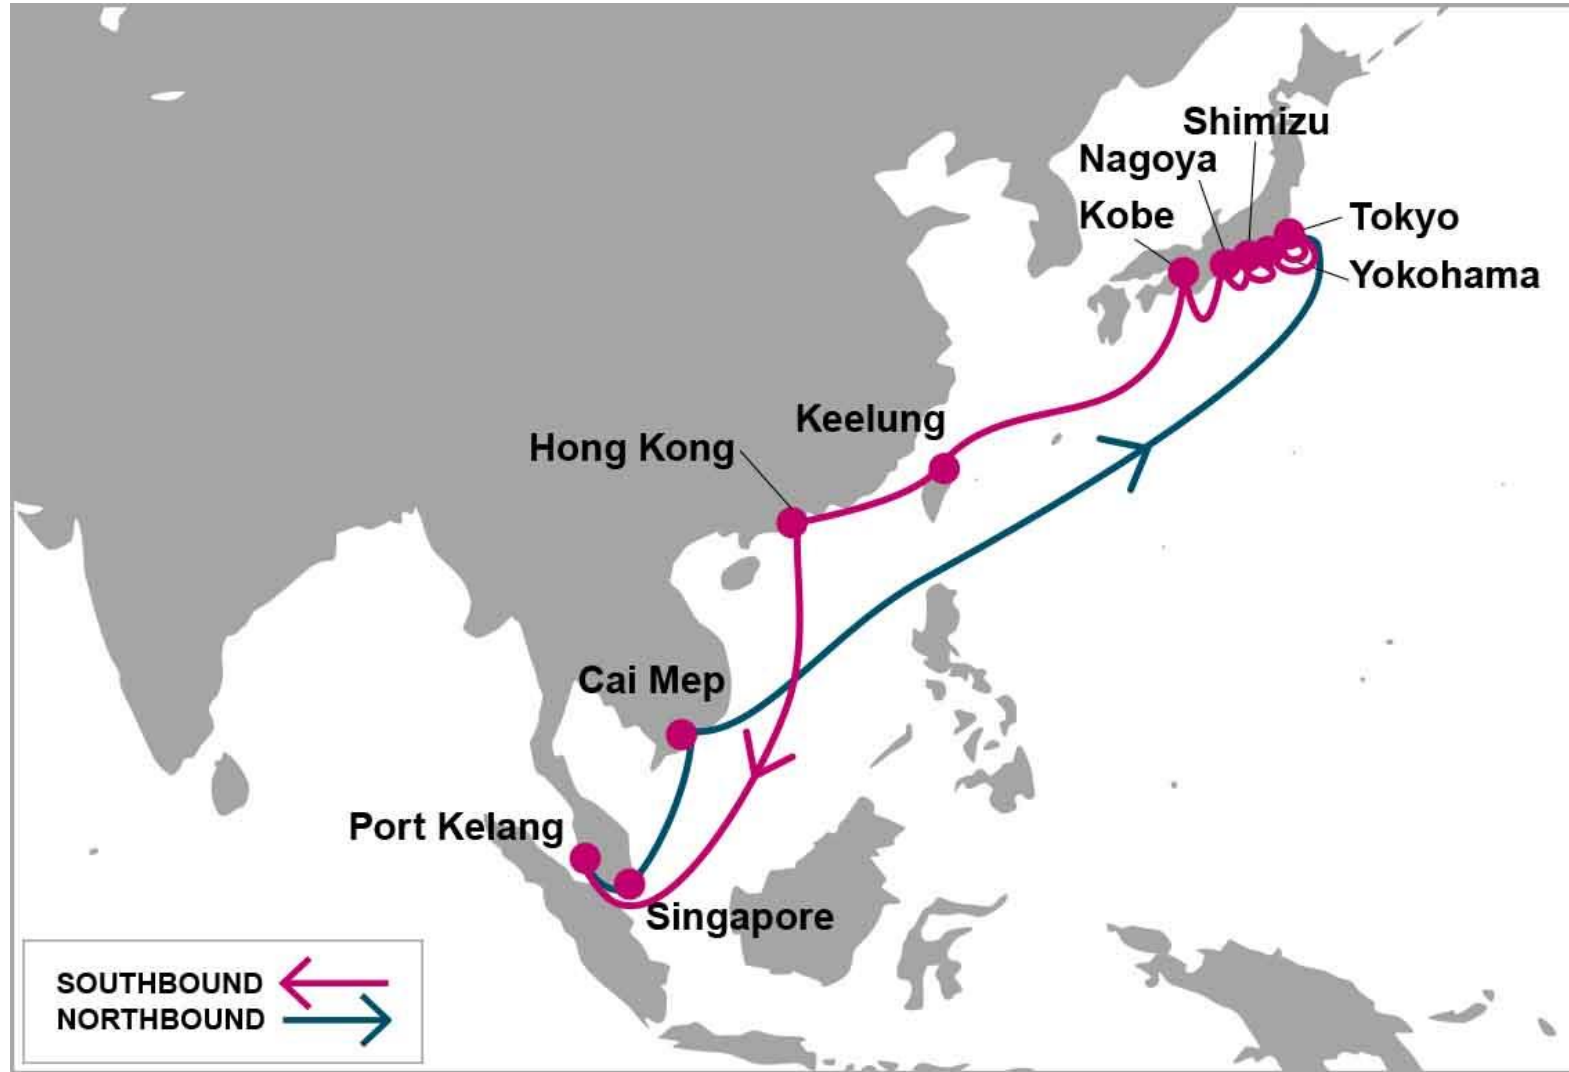 Shimizu
Nagoya
Kobe
Tokyo
Yokohama
Keelung
Hong Kong
Cai Mep
Port Kelang
Singapore
SOUTHBOUND
NORTHBOUND